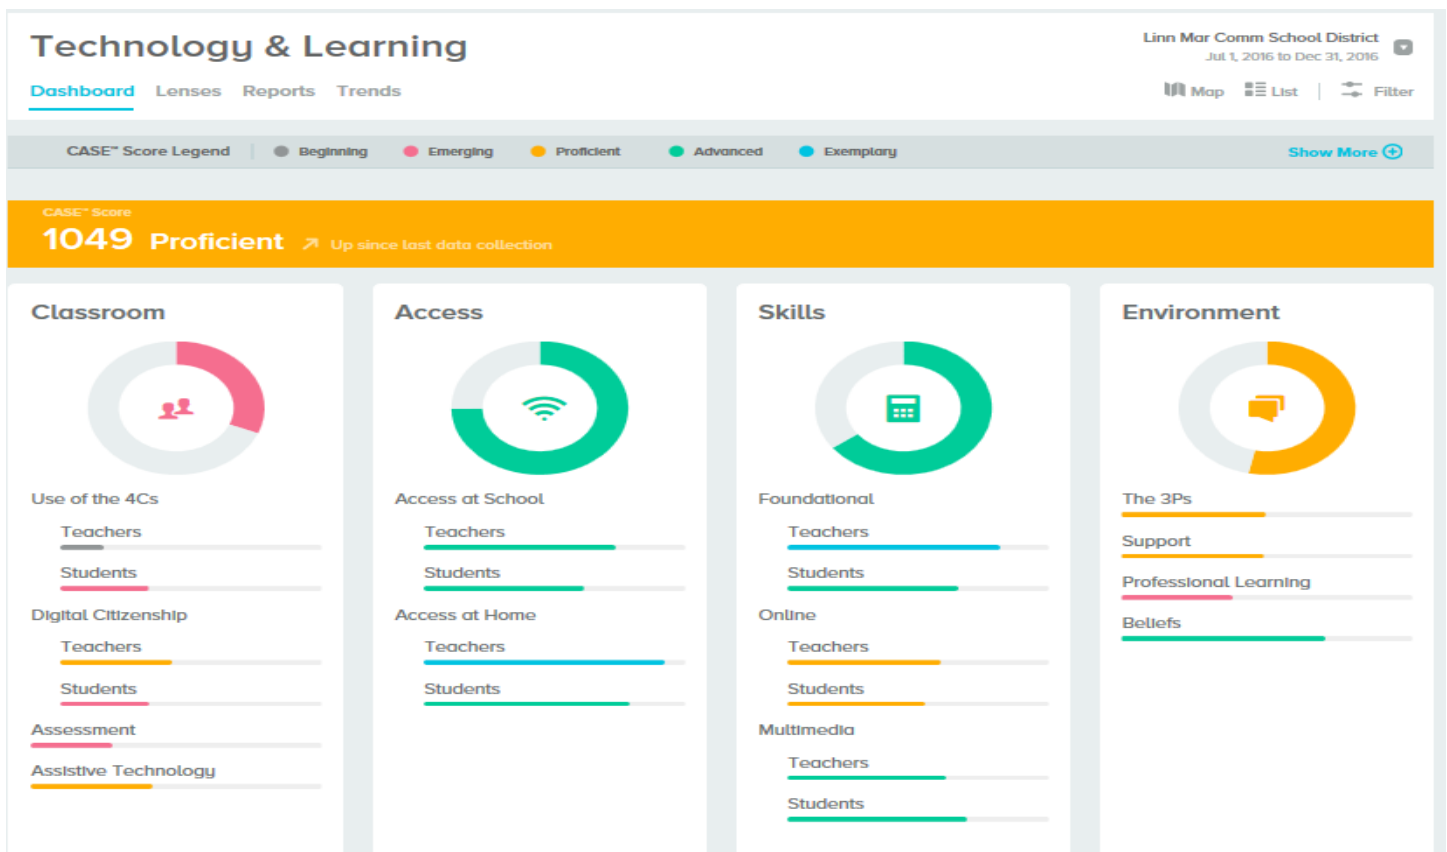 Technology & Learning
Linn Mar Comm School District
Jul 1, 2016 to Dec 31, 2016
Dashboard Lenses Reports Trends
Map List Filter
CASE™ Score Legend Beginning Emerging Proficient Advanced Exemplary Show More
CASE™ Score
1049 Proficient Up since last data collection
Classroom
Use of the 4Cs
Teachers
Students
Digital Citizenship
Teachers
Students
Assessment
Assistive Technology
Access
Access at School
Teachers
Students
Access at Home
Teachers
Students
Skills
Foundational
Teachers
Students
Online
Teachers
Students
Multimedia
Teachers
Students
Environment
The 3Ps
Support
Professional Learning
Beliefs